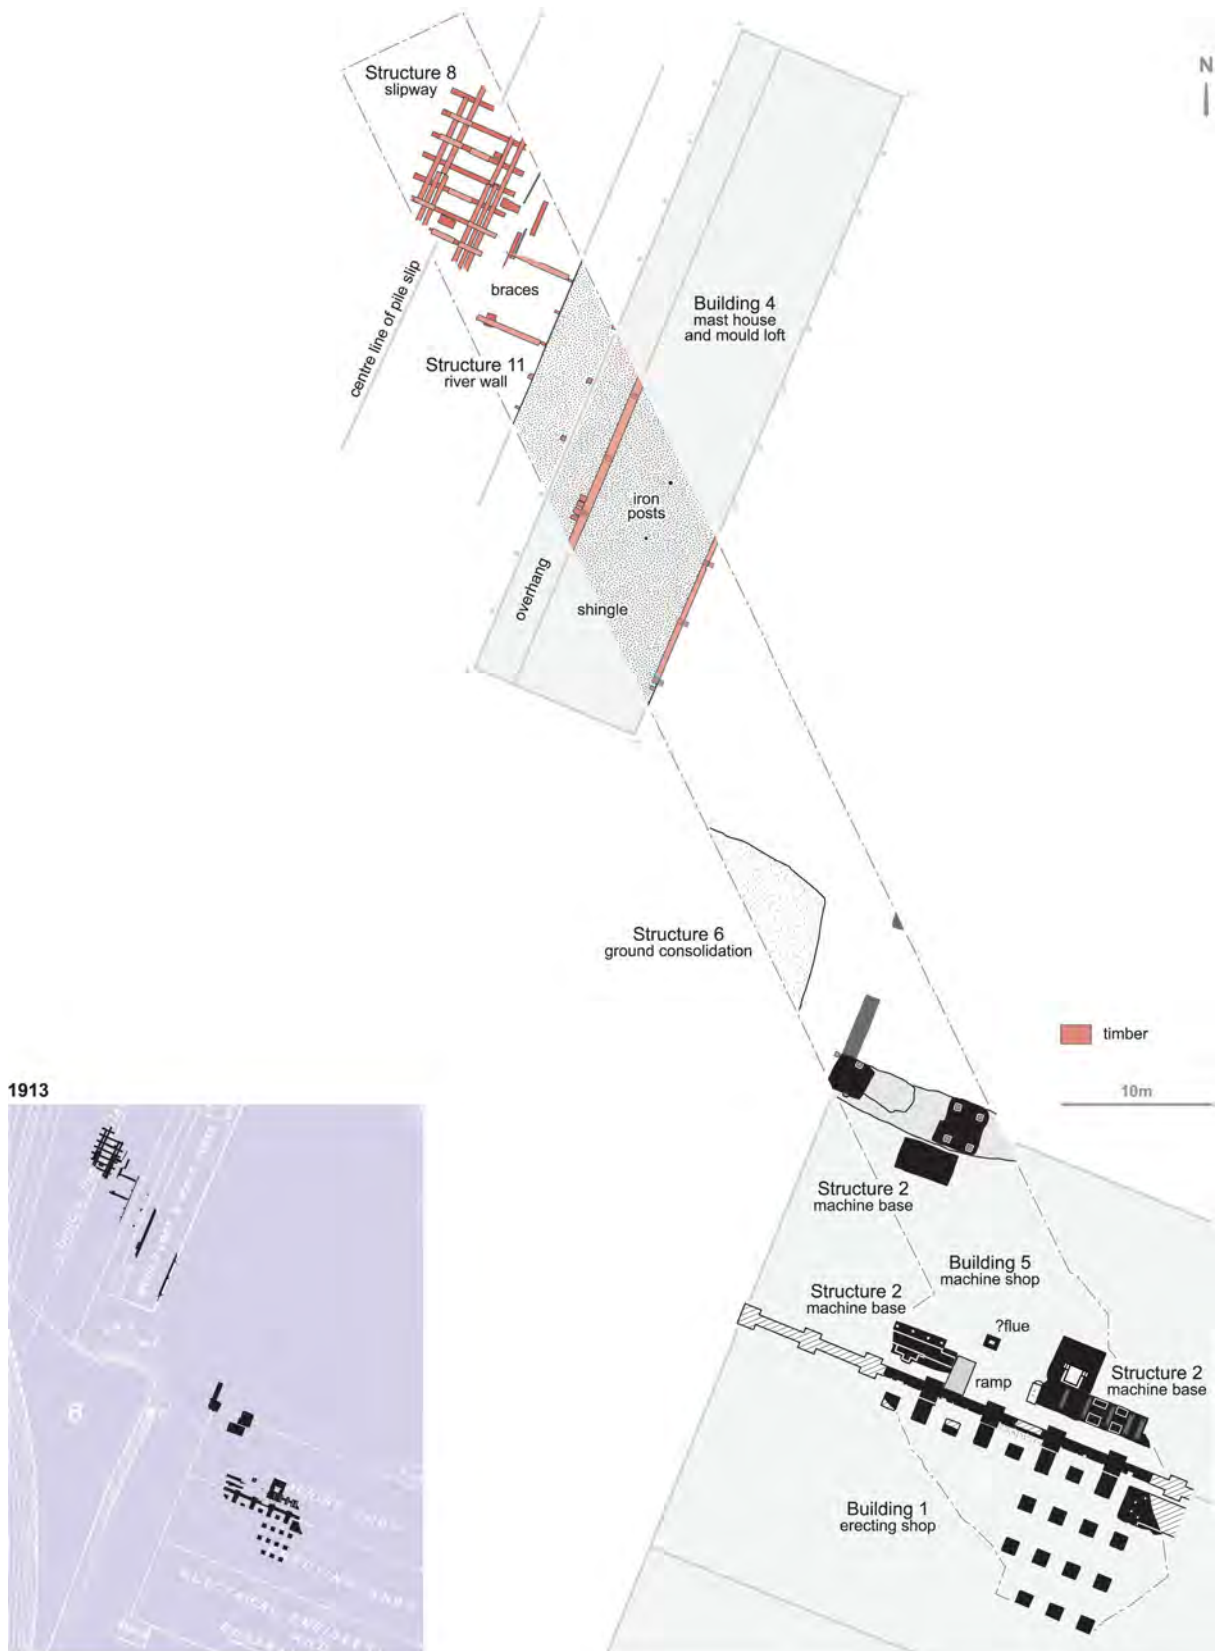 Structure 8
slipway
N
centre line of pile slip
braces
Building 4
mast house
and mould loft
Structure 11
river wall
iron
posts
overhang
shingle
Structure 6
ground consolidation
timber
10m
1913
Structure 2
machine base
Building 5
machine shop
Structure 2
machine base
?flue
ramp
Structure 2
machine base
Building 1
erecting shop